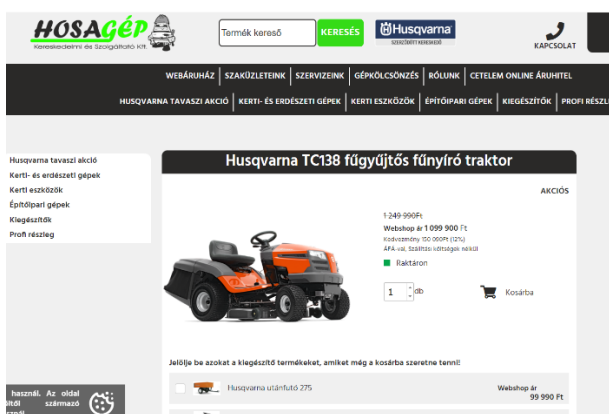 HOSAGÉP
Kereskedelmi és Szolgáltató Kft.
Termék kereső
KERESÉS
Husqvarna
KAPCSOLAT
WEBÁRUHÁZ SZAKÜZLETEINK SZERVIZEINK GÉPKÖLCSÖNZÉS RÓLUNK CETELEM ONLINE ÁRUHITEL
HUSQVARNA TAVASZI AKCIÓ KERTI- ÉS ERDÉSZETI GÉPEK KERTI ESZKÖZÖK ÉPÍTŐIPARI GÉPEK KIEGÉSZÍTŐK PROFI RÉSZL
Husqvarna tavaszi akció
Kerti- és erdészeti gépek
Kerti eszközök
Építőipari gépek
Kiegészítők
Profi részleg
Husqvarna TC138 fűgyűjtős fűnyíró traktor
AKCIÓS
1 249 990Ft
Webshop ár 1 099 900 Ft
Kedvezmény 150 090Ft (12%)
ÁFÁ-val, Szállítási költségek nélkül
Raktáron
1 db
Kosárba
Jelölje be azokat a kiegészítő termékeket, amiket még a kosárba szeretne tenni!
Husqvarna utánfutó 275
Webshop ár
99 990 Ft
használ. Az oldal
származó